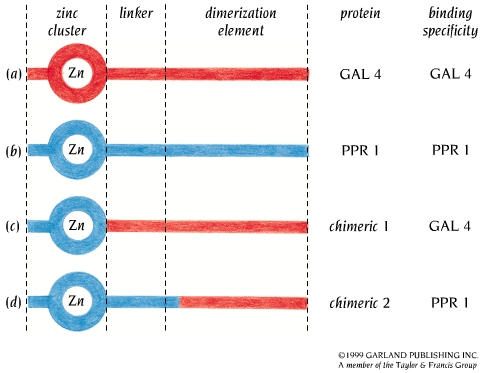 zinc cluster linker dimerization element protein binding specificity
(a) Zn GAL 4 GAL 4
(b) Zn PPR 1 PPR 1
(c) Zn chimeric 1 GAL 4
(d) Zn chimeric 2 PPR 1
©1999 GARLAND PUBLISHING INC.
A member of the Taylor & Francis Group